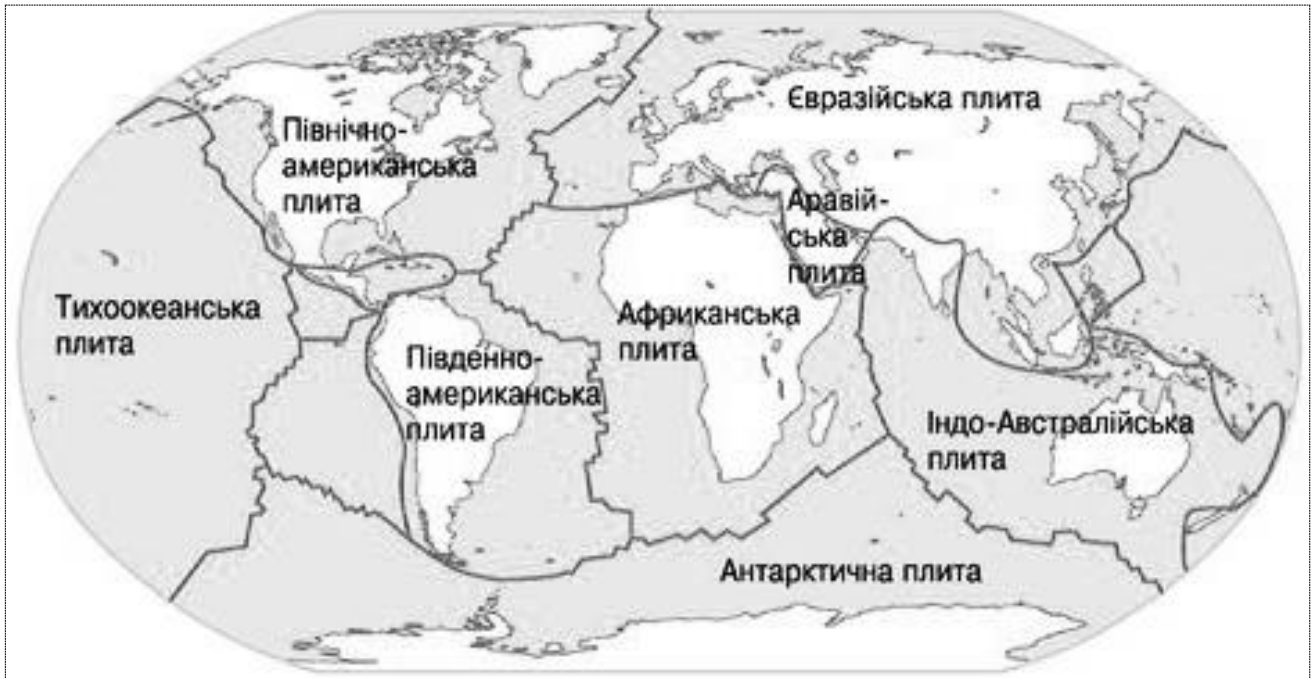 Північно-
американська
плита
Євразійська плита
Аравій-
ська
плита
Тихоокеанська
плита
Африканська
плита
Південно-
американська
плита
Індо-Австралійська
плита
Антарктична плита